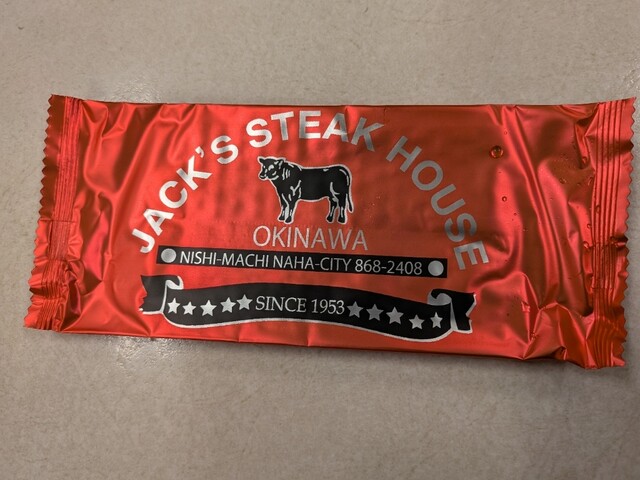 JACK'S STEAK HOUSE
OKINAWA
NISHI-MACHI NAHA-CITY 868-2408
SINCE 1953